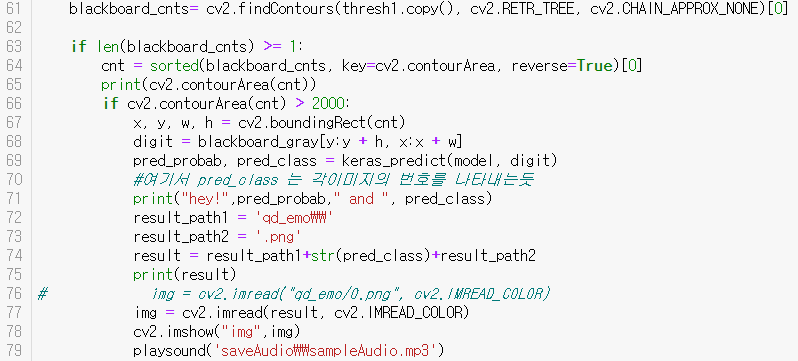 61 blackboard_cnts= cv2.findContours(thresh1.copy(), cv2.RETR_TREE, cv2.CHAIN_APPROX_NONE)[0]
62
63 if len(blackboard_cnts) >= 1:
64 cnt = sorted(blackboard_cnts, key=cv2.contourArea, reverse=True)[0]
65 print(cv2.contourArea(cnt))
66 if cv2.contourArea(cnt) > 2000:
67 x, y, w, h = cv2.boundingRect(cnt)
68 digit = blackboard_gray[y:y + h, x:x + w]
69 pred_probab, pred_class = keras_predict(model, digit)
70 #여기서 pred_class 는 각이미지의 번호를 나타내는듯
71 print("hey!",pred_probab," and ", pred_class)
72 result_path1 = 'qd_emo₩₩'
73 result_path2 = '.png'
74 result = result_path1+str(pred_class)+result_path2
75 print(result)
76 # img = cv2.imread("qd_emo/0.png", cv2.IMREAD_COLOR)
77 img = cv2.imread(result, cv2.IMREAD_COLOR)
78 cv2.imshow("img",img)
79 playsound('saveAudio₩₩sampleAudio.mp3')